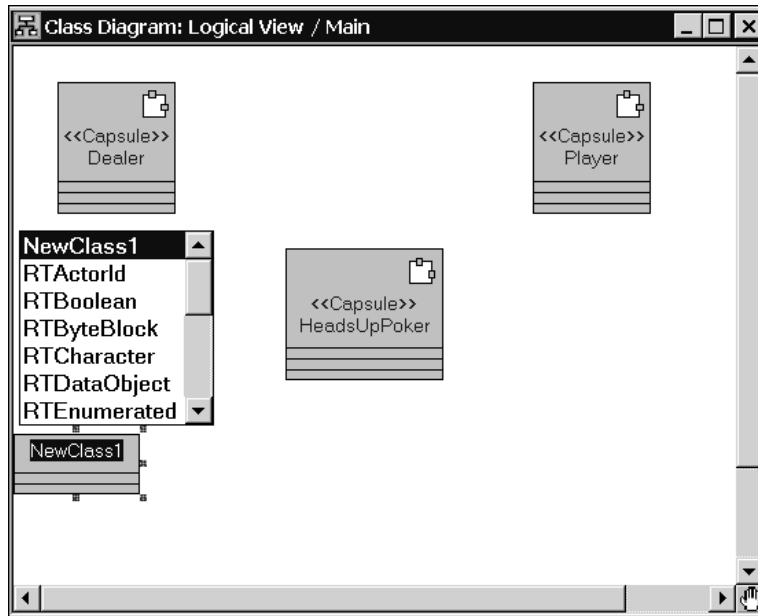 Class Diagram: Logical View / Main
<<Capsule>>
Dealer
<<Capsule>>
Player
NewClass1
RTActorId
RTBoolean
RTByteBlock
RTCharacter
RTDataObject
RTEnumerated
<<Capsule>>
HeadsUpPoker
NewClass1